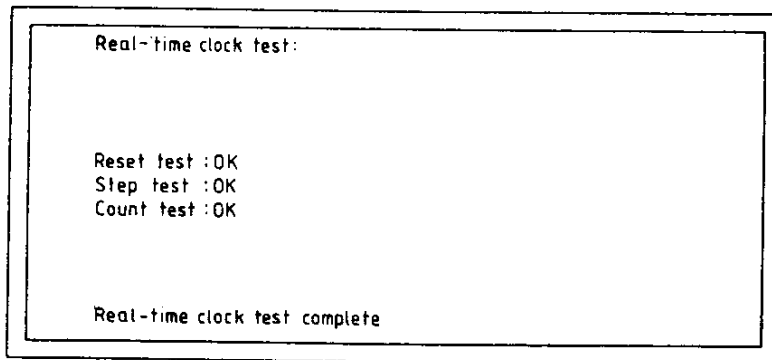 Real-time clock test:
Reset test :OK
Step test :OK
Count test :OK
Real-time clock test complete